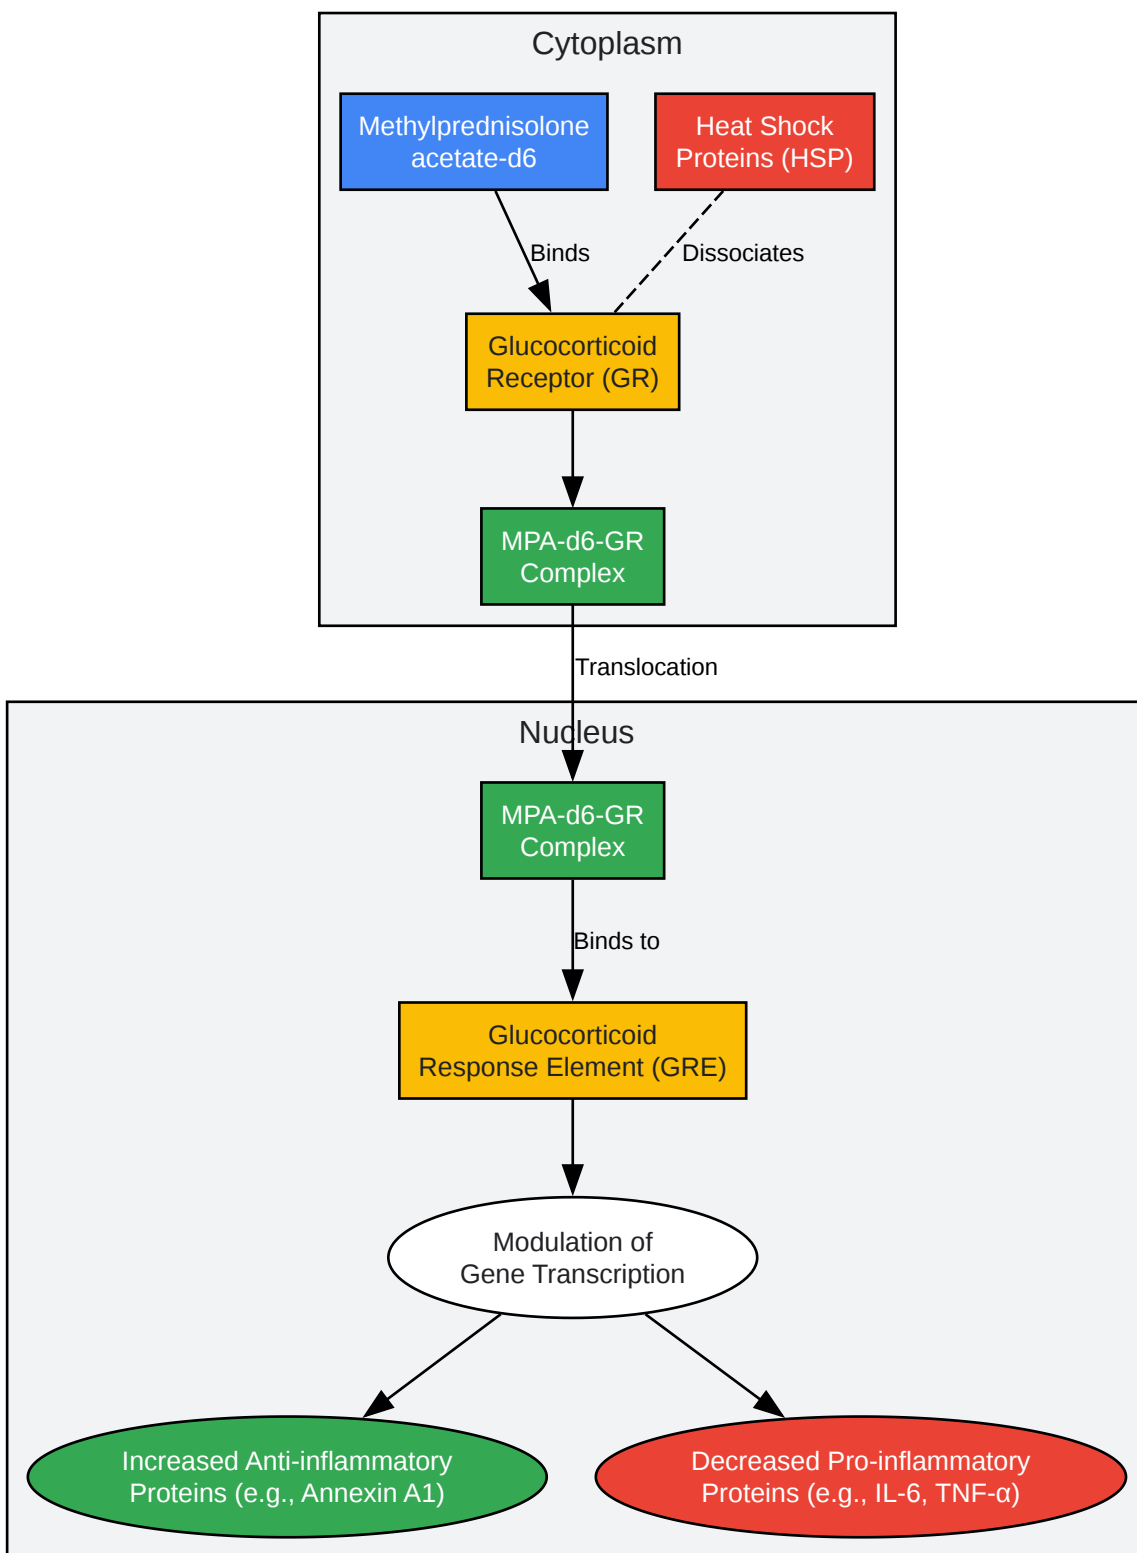 Cytoplasm
Methylprednisolone
acetate-d6
Heat Shock
Proteins (HSP)
Binds
Dissociates
Glucocorticoid
Receptor (GR)
MPA-d6-GR
Complex
Translocation
Nucleus
MPA-d6-GR
Complex
Binds to
Glucocorticoid
Response Element (GRE)
Modulation of
Gene Transcription
Increased Anti-inflammatory
Proteins (e.g., Annexin A1)
Decreased Pro-inflammatory
Proteins (e.g., IL-6, TNF-α)